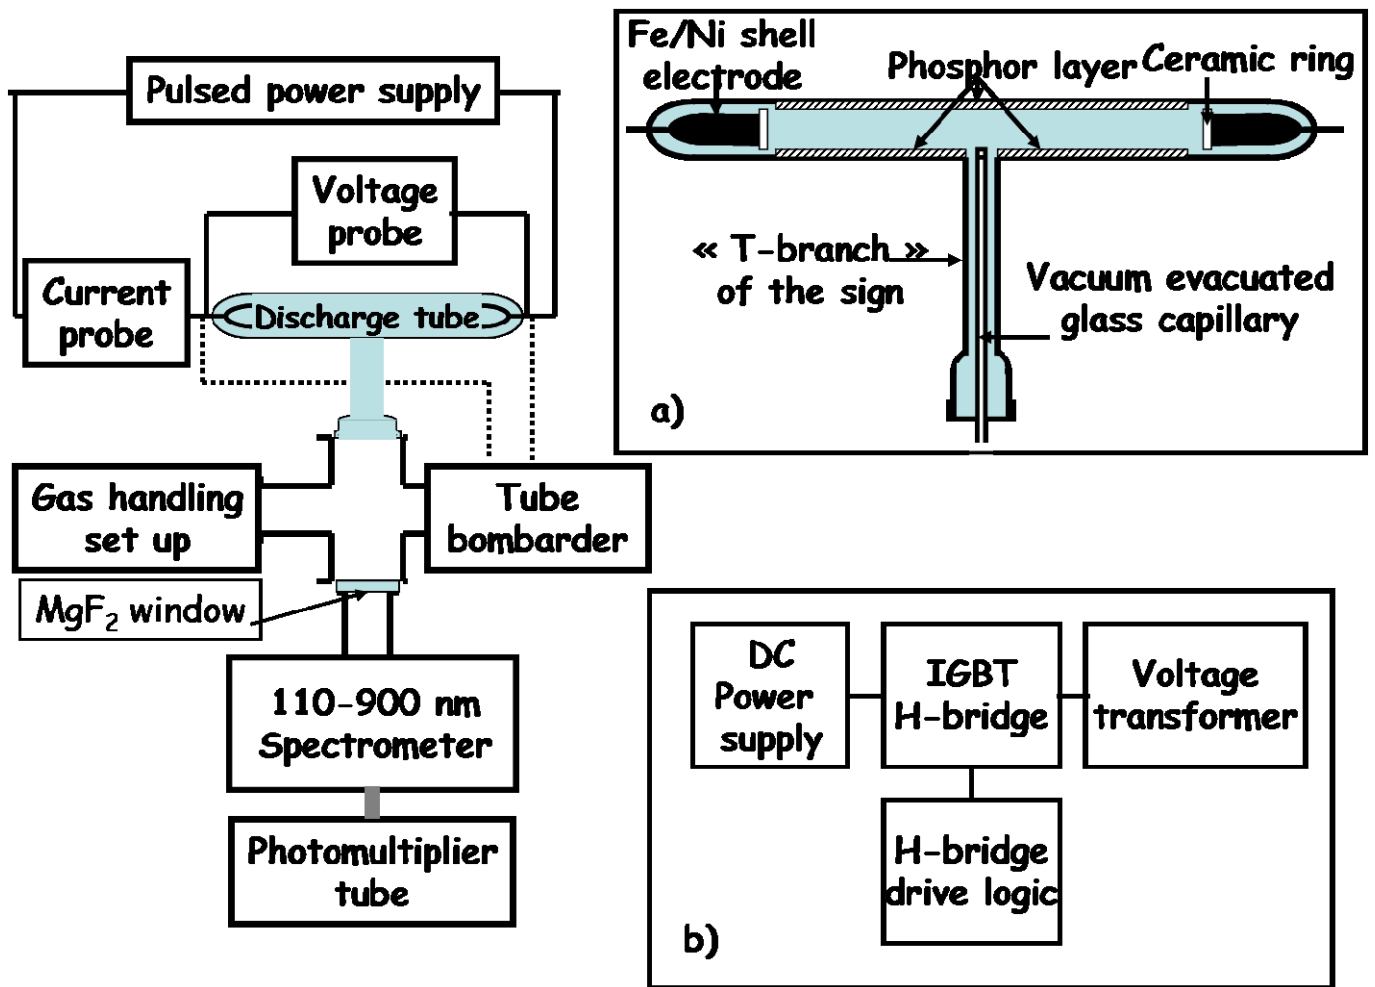 Pulsed power supply
Voltage
probe
Current
probe
Discharge tube
Gas handling
set up
Tube
bombarder
MgF₂ window
110-900 nm
Spectrometer
Photomultiplier
tube
Fe/Ni shell
electrode
Phosphor layer
Ceramic ring
« T-branch »
of the sign
Vacuum evacuated
glass capillary
a)
DC
Power
supply
IGBT
H-bridge
Voltage
transformer
H-bridge
drive logic
b)